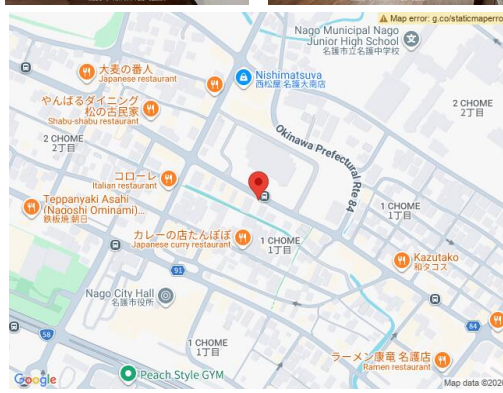 Map error: g.co/staticmaperro
Nago Municipal Nago
Junior High School
名護市立名護中学校
大麦の番人
Japanese restaurant
Nishimatsuya
西松屋 名護大南店
やんばるダイニング
松の古民家
Shabu-shabu restaurant
2 CHOME
2丁目
Okinawa Prefectural Rte 84
2 CHOME
2丁目
コローレ
Italian restaurant
Teppanyaki Asahi
(Nagoshi Ominami)...
鉄板焼 朝日
1 CHOME
1丁目
カレーの店たんぽぽ
Japanese curry restaurant
1 CHOME
1丁目
Kazutako
和タコス
91
Nago City Hall
名護市役所
84
58
1 CHOME
1丁目
ラーメン康竜 名護店
Ramen restaurant
Peach Style GYM
Google
Map data ©2026